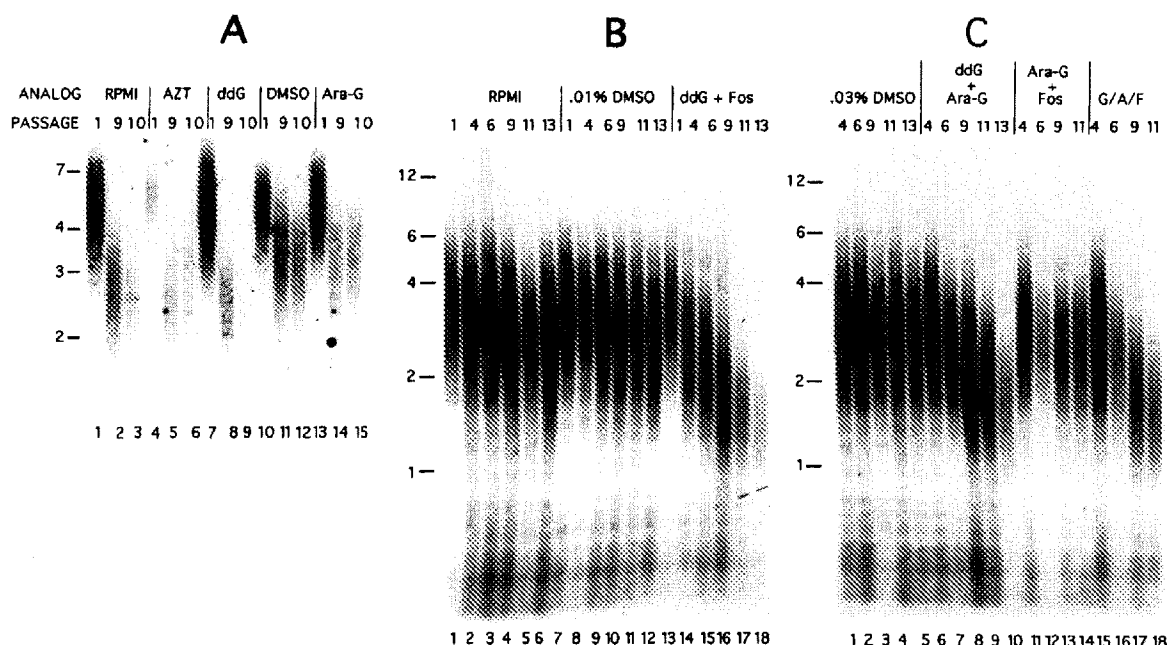 A
ANALOG RPMI AZT ddG DMSO Ara-G
PASSAGE 1 9 10 1 9 10 1 9 10 1 9 10 1 9 10
7
4
3
2
1 2 3 4 5 6 7 8 9 10 11 12 13 14 15
B
RPMI .01% DMSO ddG + Fos
1 4 6 9 11 13 1 4 6 9 11 13 1 4 6 9 11 13
12
6
4
2
1
1 2 3 4 5 6 7 8 9 10 11 12 13 14 15 16 17 18
C
.03% DMSO ddG + Ara-G Ara-G + Fos G/A/F
4 6 9 11 13 4 6 9 11 13 4 6 9 11 4 6 9 11
12
6
4
2
1
1 2 3 4 5 6 7 8 9 10 11 12 13 14 15 16 17 18